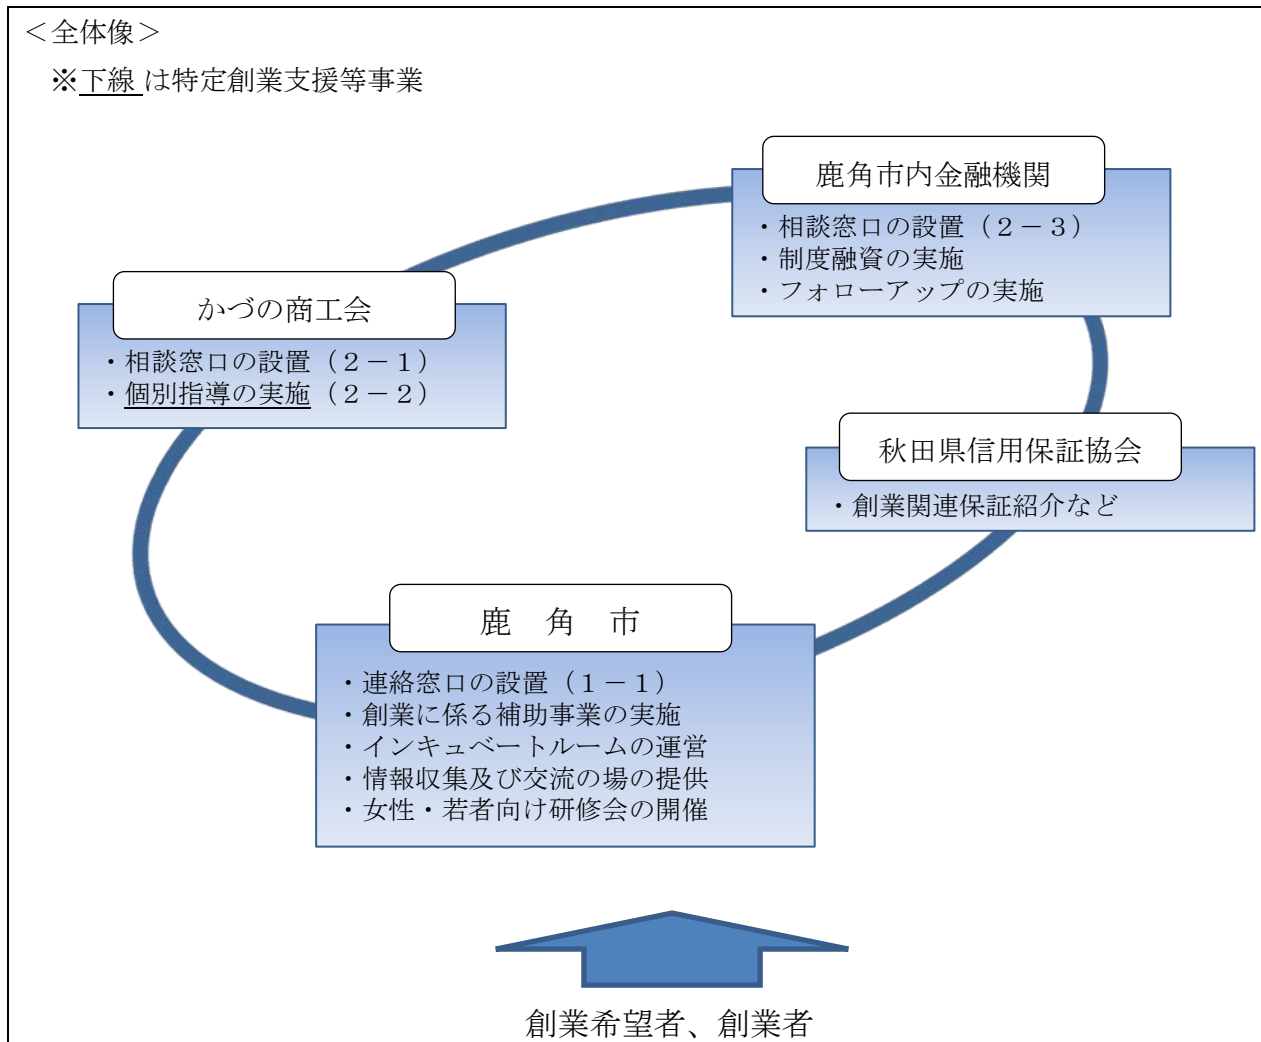 ＜全体像＞
※下線 は特定創業支援等事業
鹿角市内金融機関
・相談窓口の設置（２－３）
・制度融資の実施
・フォローアップの実施
かづの商工会
・相談窓口の設置（２－１）
・個別指導の実施（２－２）
秋田県信用保証協会
・創業関連保証紹介など
鹿　角　市
・連絡窓口の設置（１－１）
・創業に係る補助事業の実施
・インキュベートルームの運営
・情報収集及び交流の場の提供
・女性・若者向け研修会の開催
創業希望者、創業者